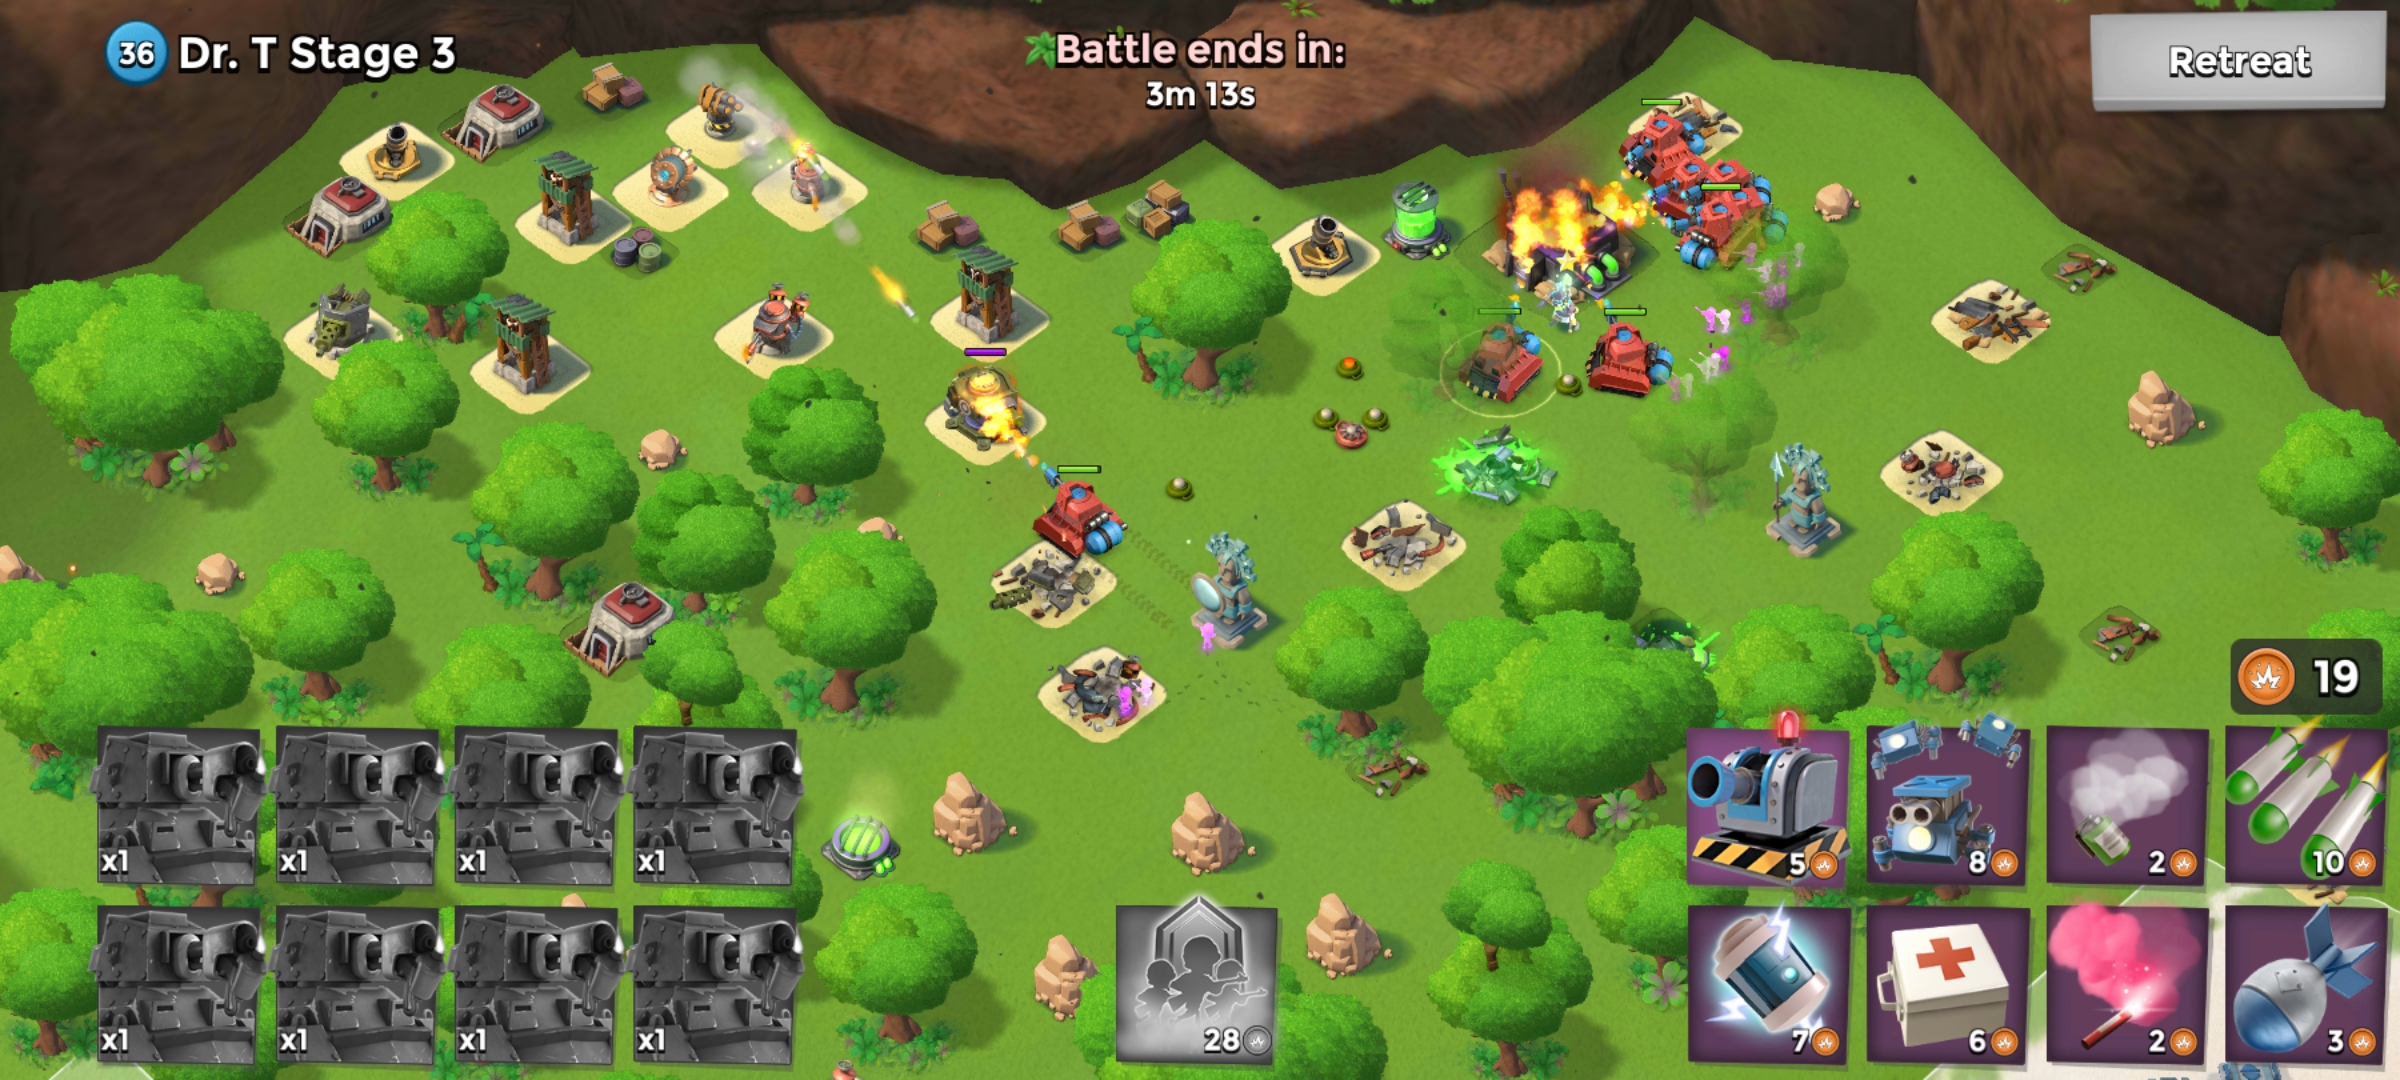 36 Dr. T Stage 3
Battle ends in:
3m 13s
Retreat
19
x1 x1 x1 x1
5 8 2 10
x1 x1 x1 x1
28
7 6 2 3